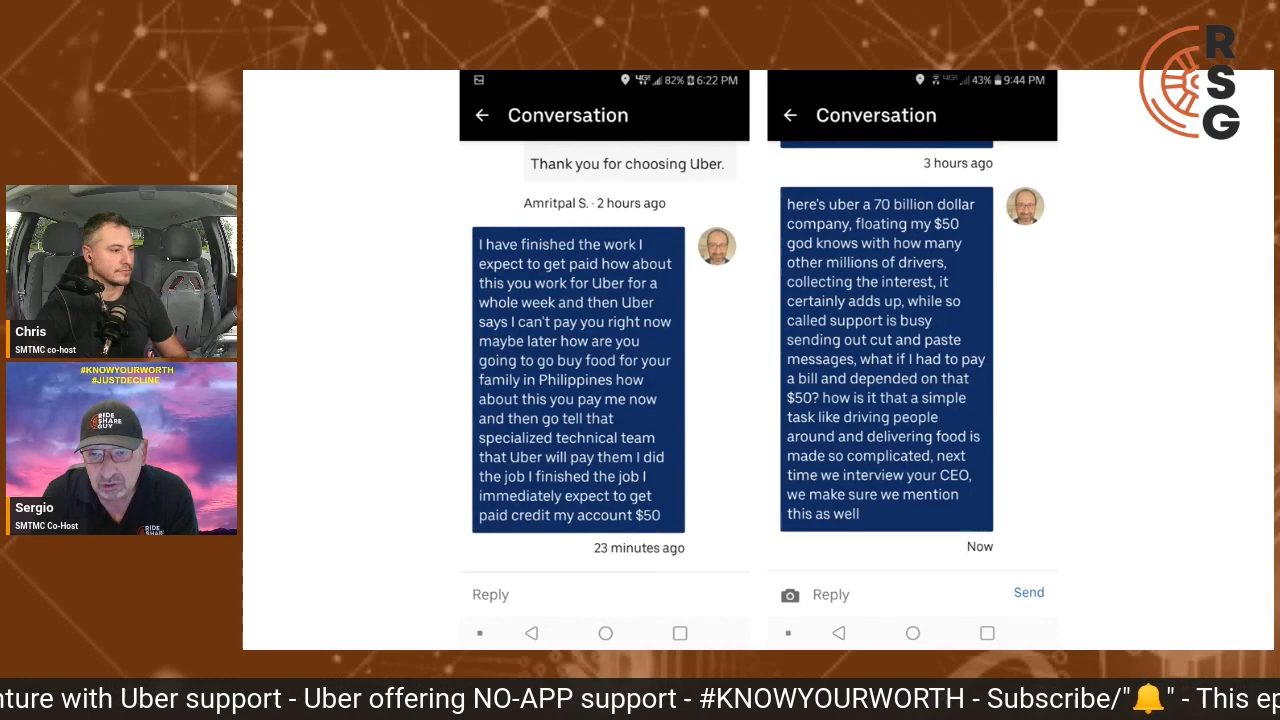 RSG
82% 6:22 PM
Conversation
Thank you for choosing Uber.
Amritpal S. · 2 hours ago
I have finished the work I
expect to get paid how about
this you work for Uber for a
whole week and then Uber
says I can't pay you right now
maybe later how are you
going to go buy food for your
family in Philippines how
about this you pay me now
and then go tell that
specialized technical team
that Uber will pay them I did
the job I finished the job I
immediately expect to get
paid credit my account $50
23 minutes ago
Reply
43% 9:44 PM
Conversation
3 hours ago
here's uber a 70 billion dollar
company, floating my $50
god knows with how many
other millions of drivers,
collecting the interest, it
certainly adds up, while so
called support is busy
sending out cut and paste
messages, what if I had to pay
a bill and depended on that
$50? how is it that a simple
task like driving people
around and delivering food is
made so complicated, next
time we interview your CEO,
we make sure we mention
this as well
Now
Reply
Send
Chris
SMTMC co-host
#KNOWYOURWORTH
#JUSTDECLINE
RIDE
SHARE
GUY
Sergio
SMTMC Co-Host
nture with Uber support - Uber offering NO-APP support - #KNOWYOURWORTH - Subscribe/"🔔" - This ep